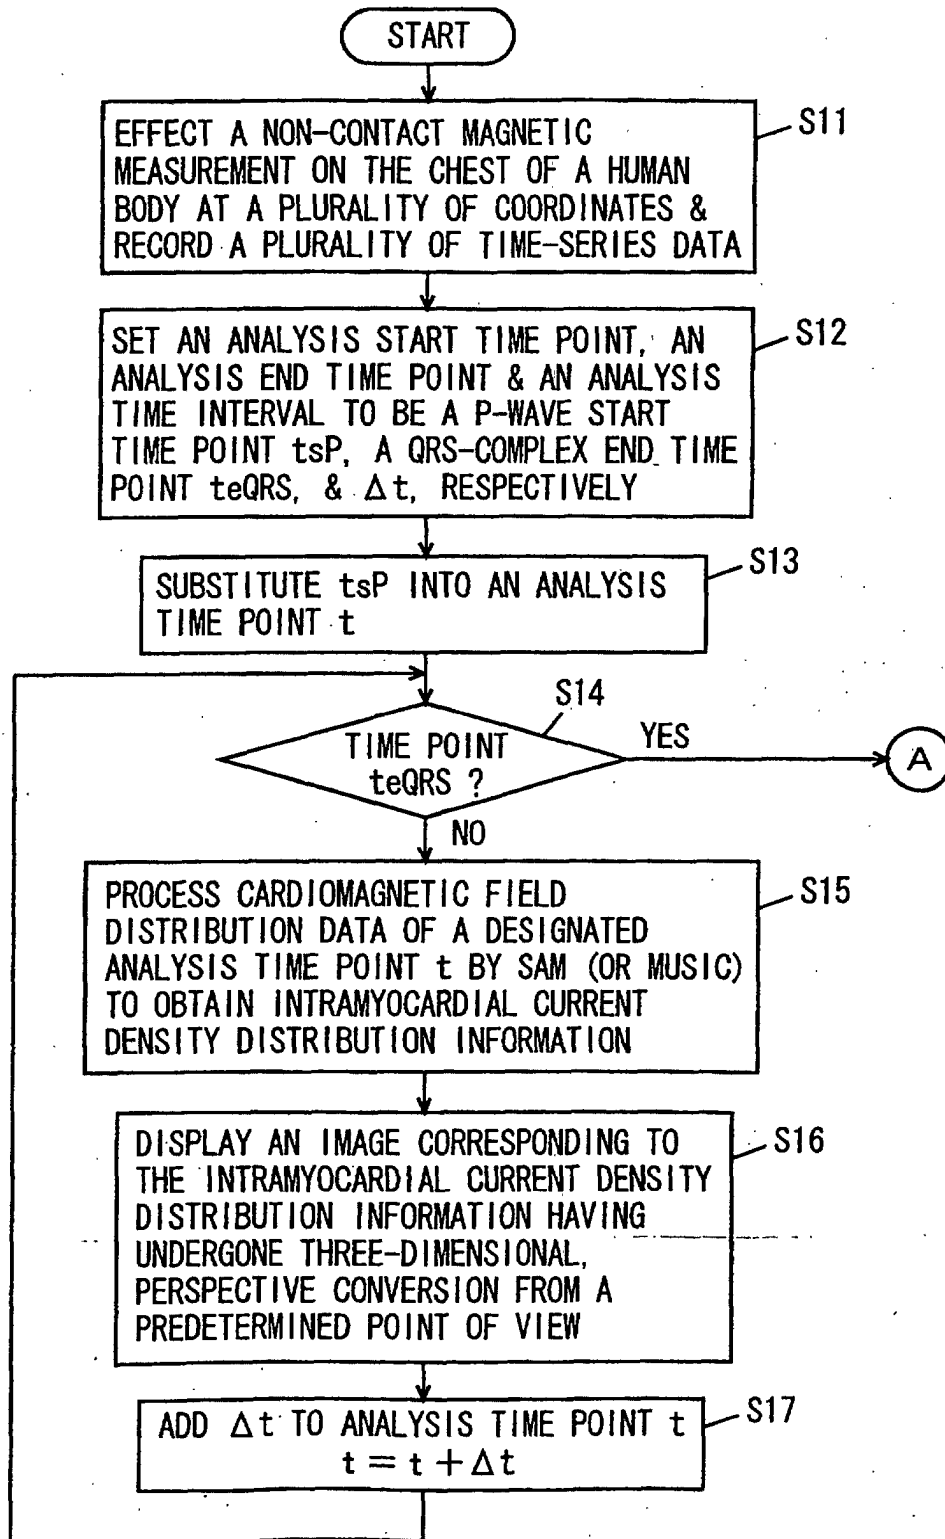 START
S11
EFFECT A NON-CONTACT MAGNETIC
MEASUREMENT ON THE CHEST OF A HUMAN
BODY AT A PLURALITY OF COORDINATES &
RECORD A PLURALITY OF TIME-SERIES DATA
S12
SET AN ANALYSIS START TIME POINT, AN
ANALYSIS END TIME POINT & AN ANALYSIS
TIME INTERVAL TO BE A P-WAVE START
TIME POINT tsP, A QRS-COMPLEX END TIME
POINT teQRS, & Δt, RESPECTIVELY
S13
SUBSTITUTE tsP INTO AN ANALYSIS
TIME POINT t
S14
TIME POINT
teQRS ?
YES
A
NO
S15
PROCESS CARDIOMAGNETIC FIELD
DISTRIBUTION DATA OF A DESIGNATED
ANALYSIS TIME POINT t BY SAM (OR MUSIC)
TO OBTAIN INTRAMYOCARDIAL CURRENT
DENSITY DISTRIBUTION INFORMATION
S16
DISPLAY AN IMAGE CORRESPONDING TO
THE INTRAMYOCARDIAL CURRENT DENSITY
DISTRIBUTION INFORMATION HAVING
UNDERGONE THREE-DIMENSIONAL,
PERSPECTIVE CONVERSION FROM A
PREDETERMINED POINT OF VIEW
S17
ADD Δt TO ANALYSIS TIME POINT t
t = t + Δt